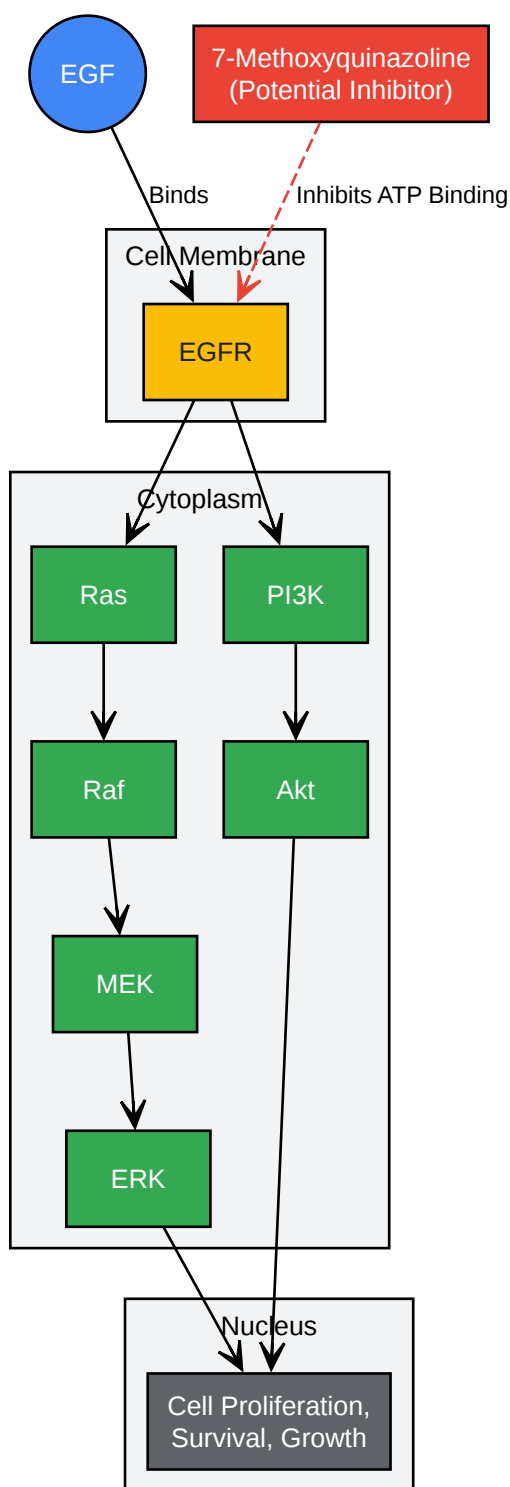 EGF
7-Methoxyquinazoline
(Potential Inhibitor)
Binds
Inhibits ATP Binding
Cell Membrane
EGFR
Cytoplasm
Ras
PI3K
Raf
Akt
MEK
ERK
Nucleus
Cell Proliferation,
Survival, Growth